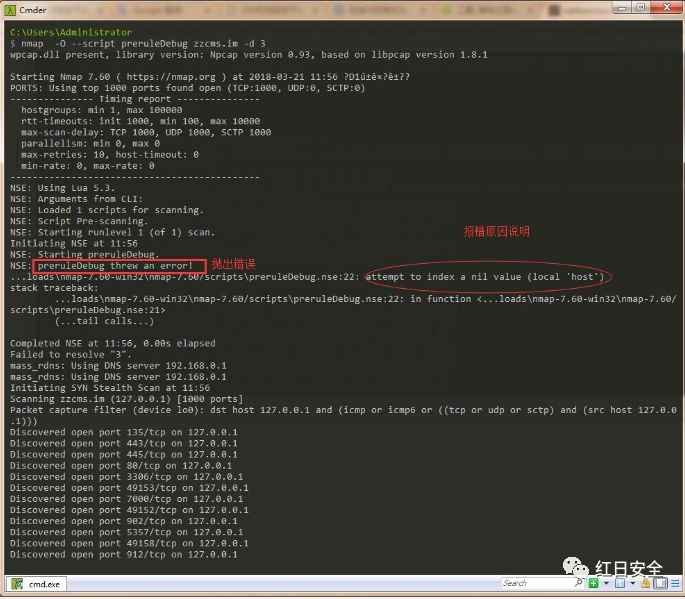 Cmder
C:\Users\Administrator
$ nmap  -O --script preruleDebug zzcms.im -d 3
wpcap.dll present, library version: Npcap version 0.93, based on libpcap version 1.8.1
Starting Nmap 7.60 ( https://nmap.org ) at 2018-03-21 11:56 ?D1ú±ê×?ê±??
PORTS: Using top 1000 ports found open (TCP:1000, UDP:0, SCTP:0)
--------------- Timing report ---------------
  hostgroups: min 1, max 100000
  rtt-timeouts: init 1000, min 100, max 10000
  max-scan-delay: TCP 1000, UDP 1000, SCTP 1000
  parallelism: min 0, max 0
  max-retries: 10, host-timeout: 0
  min-rate: 0, max-rate: 0
---------------------------------------------
NSE: Using Lua 5.3.
NSE: Arguments from CLI:
NSE: Loaded 1 scripts for scanning.
NSE: Script Pre-scanning.
NSE: Starting runlevel 1 (of 1) scan.
报错原因说明
Initiating NSE at 11:56
NSE: Starting preruleDebug.
NSE: preruleDebug threw an error! 抛出错误
...loads\nmap-7.60-win32\nmap-7.60/scripts\preruleDebug.nse:22: attempt to index a nil value (local 'host')
stack traceback:
        ...loads\nmap-7.60-win32\nmap-7.60/scripts\preruleDebug.nse:22: in function <...loads\nmap-7.60-win32\nmap-7.60/
scripts\preruleDebug.nse:21>
        (...tail calls...)
Completed NSE at 11:56, 0.00s elapsed
Failed to resolve "3".
mass_rdns: Using DNS server 192.168.0.1
mass_rdns: Using DNS server 192.168.0.1
Initiating SYN Stealth Scan at 11:56
Scanning zzcms.im (127.0.0.1) [1000 ports]
Packet capture filter (device lo0): dst host 127.0.0.1 and (icmp or icmp6 or ((tcp or udp or sctp) and (src host 127.0.0
.1)))
Discovered open port 135/tcp on 127.0.0.1
Discovered open port 443/tcp on 127.0.0.1
Discovered open port 445/tcp on 127.0.0.1
Discovered open port 80/tcp on 127.0.0.1
Discovered open port 3306/tcp on 127.0.0.1
Discovered open port 49153/tcp on 127.0.0.1
Discovered open port 7000/tcp on 127.0.0.1
Discovered open port 49152/tcp on 127.0.0.1
Discovered open port 902/tcp on 127.0.0.1
Discovered open port 5357/tcp on 127.0.0.1
Discovered open port 49158/tcp on 127.0.0.1
Discovered open port 912/tcp on 127.0.0.1
红日安全
cmd.exe
Search